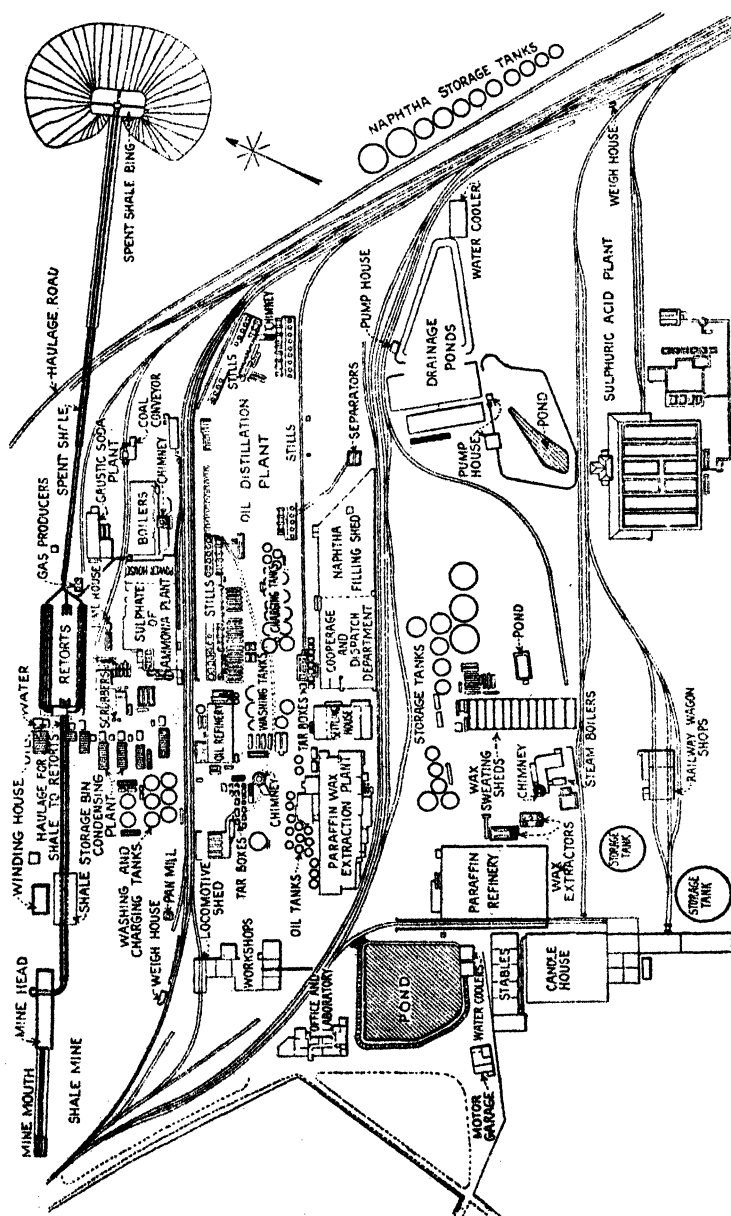 MINE MOUTH
MINE HEAD
SHALE MINE
WINDING HOUSE
HAULAGE FOR
SHALE TO RETORTS
SHALE STORAGE BIN
CONDENSING
PLANT
WASHING AND
CHARGING TANKS
WEIGH HOUSE
PAN MILL
WATER
RETORTS
GAS PRODUCERS
SPENT SHALE
HAULAGE ROAD
SPENT SHALE BING
SCRUBBERS
HOUSE
CAUSTIC SODA
PLANT
COAL
CONVEYOR
BOILERS
CHIMNEY
POWER HOUSE
SULPHATE OF
AMMONIA PLANT
NAPHTHA STORAGE TANKS
LOCOMOTIVE
SHED
TAR BOXES
OIL REFINERY
STILLS
STILLS
CHIMNEY
OIL DISTILLATION
PLANT
STILLS
WASHING TANKS
CHARGING TANKS
CHIMNEY
WORKSHOPS
OIL TANKS
TAR BOXES
PARAFFIN WAX
EXTRACTION PLANT
HOUSE
COOPERAGE
AND
DISPATCH
DEPARTMENT
NAPHTHA
FILLING SHED
SEPARATORS
PUMP HOUSE
OFFICE AND
LABORATORY
POND
WATER COOLERS
MOTOR
GARAGE
STABLES
CANDLE
HOUSE
PARAFFIN
REFINERY
WAX
EXTRACTORS
WAX
SWEATING
SHEDS
CHIMNEY
STEAM BOILERS
STORAGE TANKS
POND
DRAINAGE
PONDS
WATER COOLER
PUMP
HOUSE
POND
WEIGH HOUSE
SULPHURIC ACID PLANT
RAILWAY WAGON
SHOPS
STORAGE
TANK
STORAGE
TANK